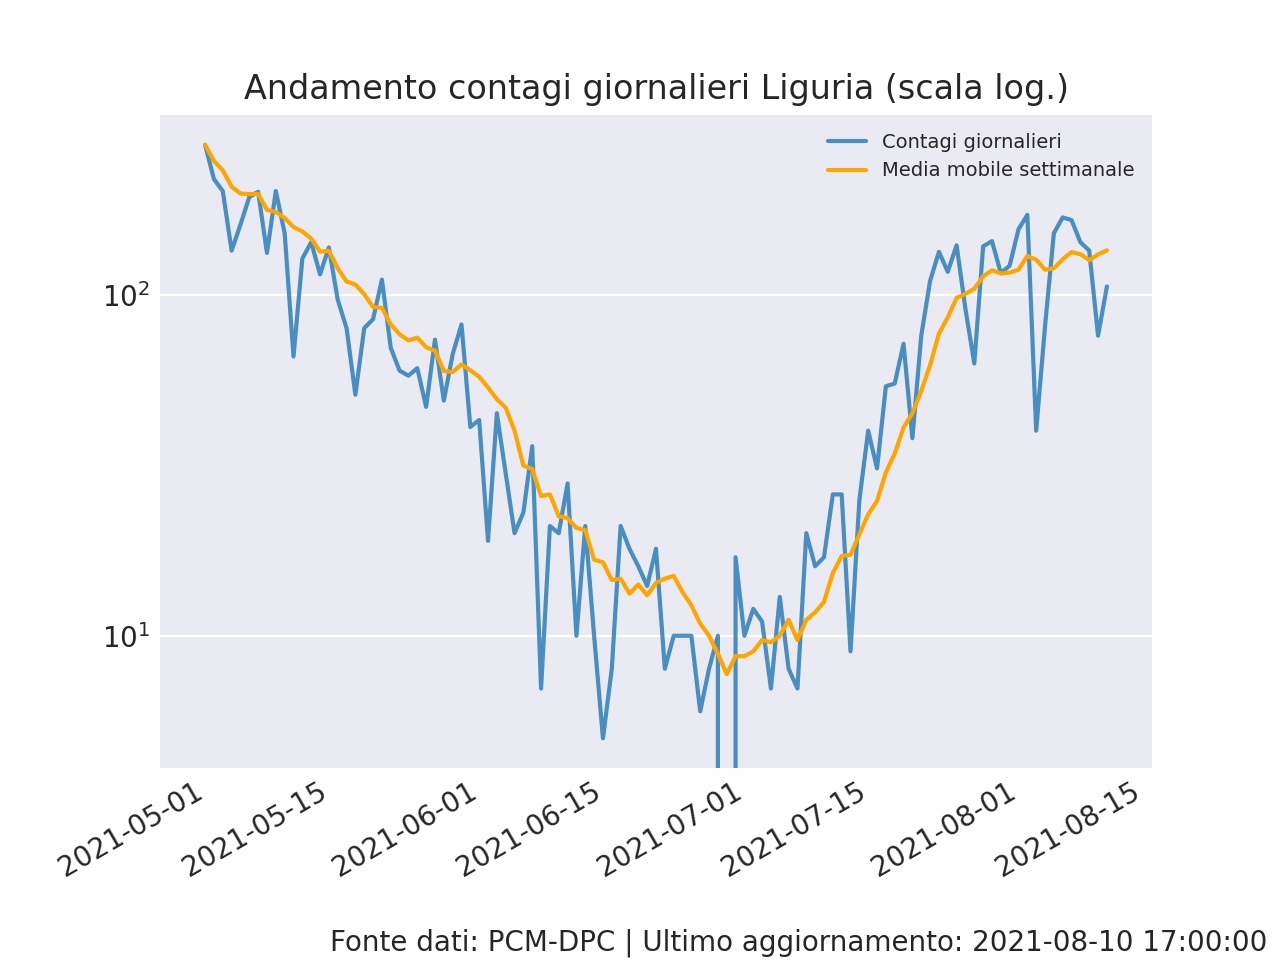 Andamento contagi giornalieri Liguria (scala log.)
Contagi giornalieri
Media mobile settimanale
10²
10¹
2021-05-01
2021-05-15
2021-06-01
2021-06-15
2021-07-01
2021-07-15
2021-08-01
2021-08-15
Fonte dati: PCM-DPC | Ultimo aggiornamento: 2021-08-10 17:00:00